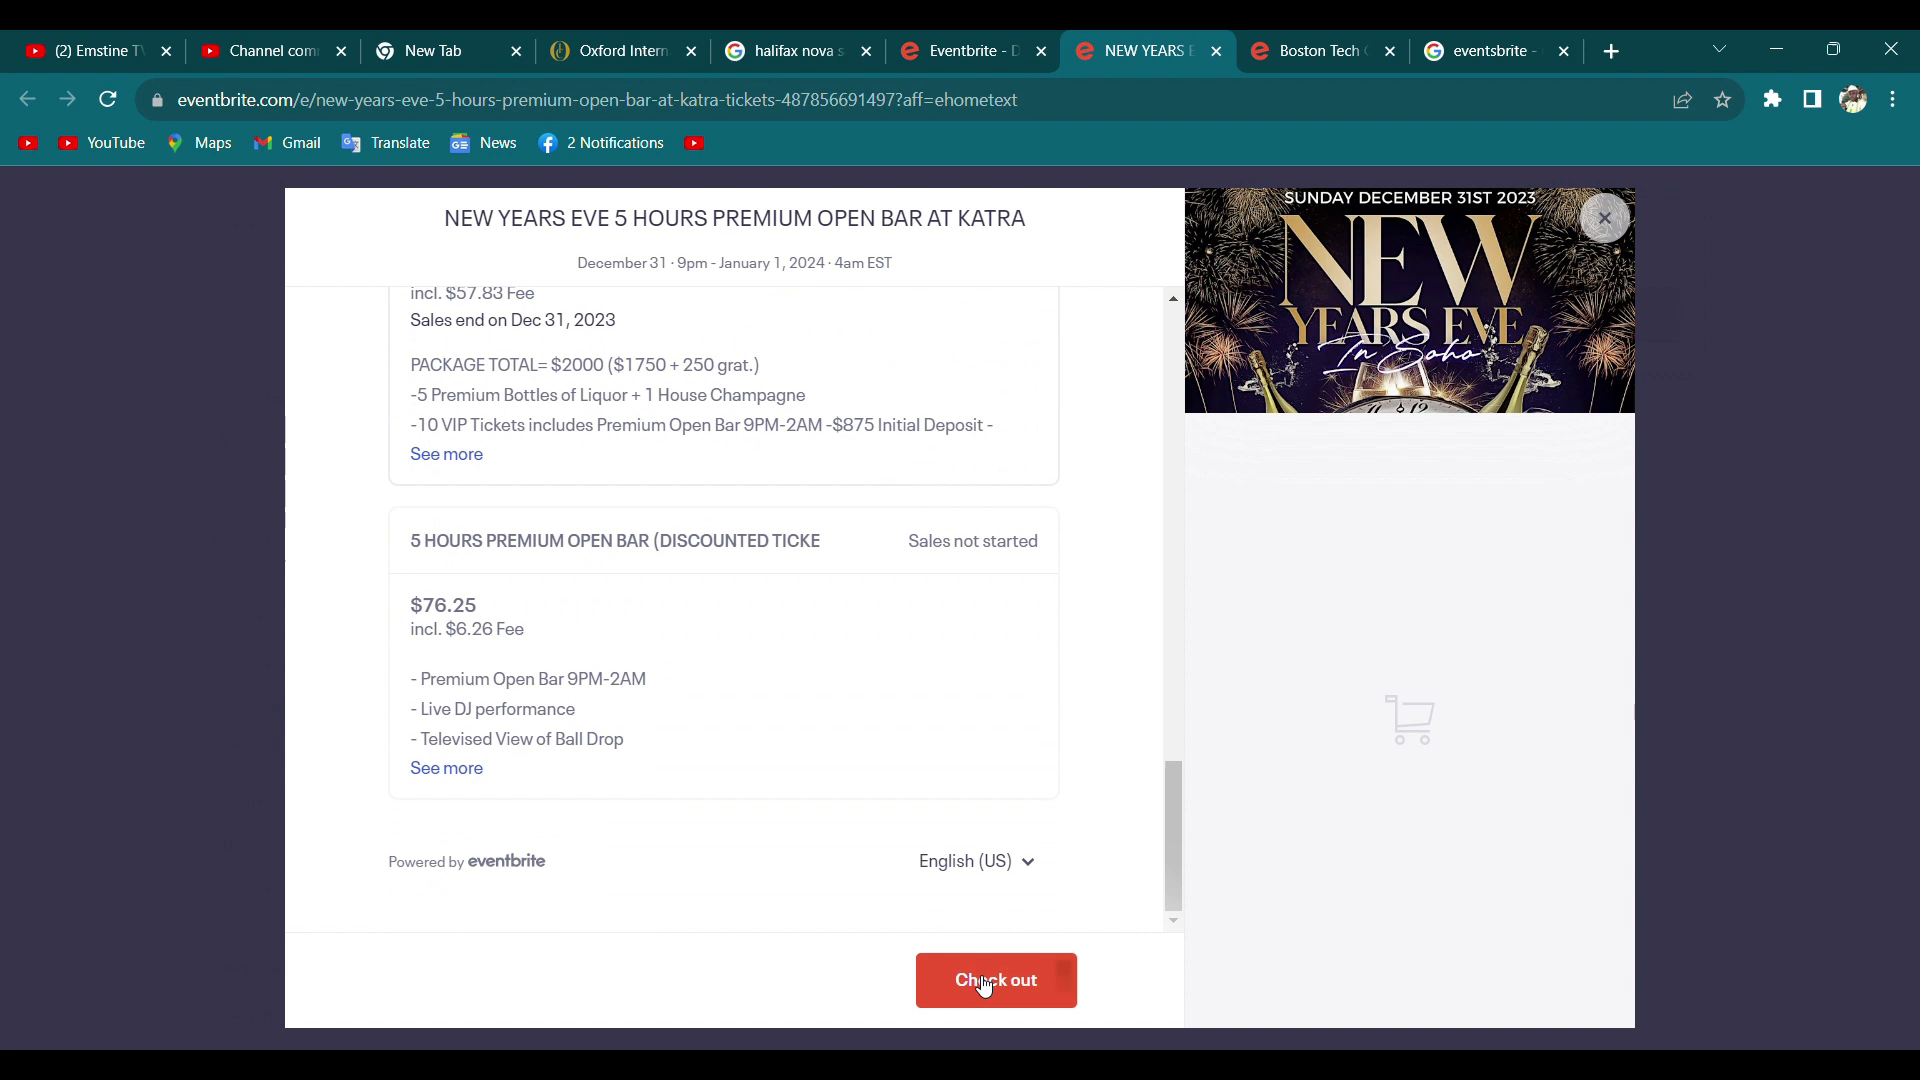 (2) Emstine T
Channel com
New Tab
Oxford Intern
halifax nova s
Eventbrite - D
NEW YEARS E
Boston Tech
eventsbrite -
eventbrite.com/e/new-years-eve-5-hours-premium-open-bar-at-katra-tickets-487856691497?aff=ehometext
YouTube
Maps
Gmail
Translate
News
2 Notifications
NEW YEARS EVE 5 HOURS PREMIUM OPEN BAR AT KATRA
December 31 · 9pm - January 1, 2024 · 4am EST
incl. $57.83 Fee
Sales end on Dec 31, 2023
PACKAGE TOTAL= $2000 ($1750 + 250 grat.)
-5 Premium Bottles of Liquor + 1 House Champagne
-10 VIP Tickets includes Premium Open Bar 9PM-2AM -$875 Initial Deposit -
See more
5 HOURS PREMIUM OPEN BAR (DISCOUNTED TICKE
Sales not started
$76.25
incl. $6.26 Fee
- Premium Open Bar 9PM-2AM
- Live DJ performance
- Televised View of Ball Drop
See more
Powered by eventbrite
English (US)
Check out
SUNDAY DECEMBER 31ST 2023
NEW
YEARS EVE
In Soho